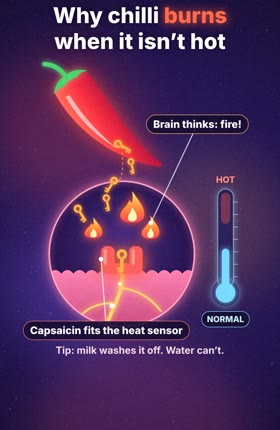 Why chilli burns
when it isn’t hot
Brain thinks: fire!
HOT
NORMAL
Capsaicin fits the heat sensor
Tip: milk washes it off. Water can’t.